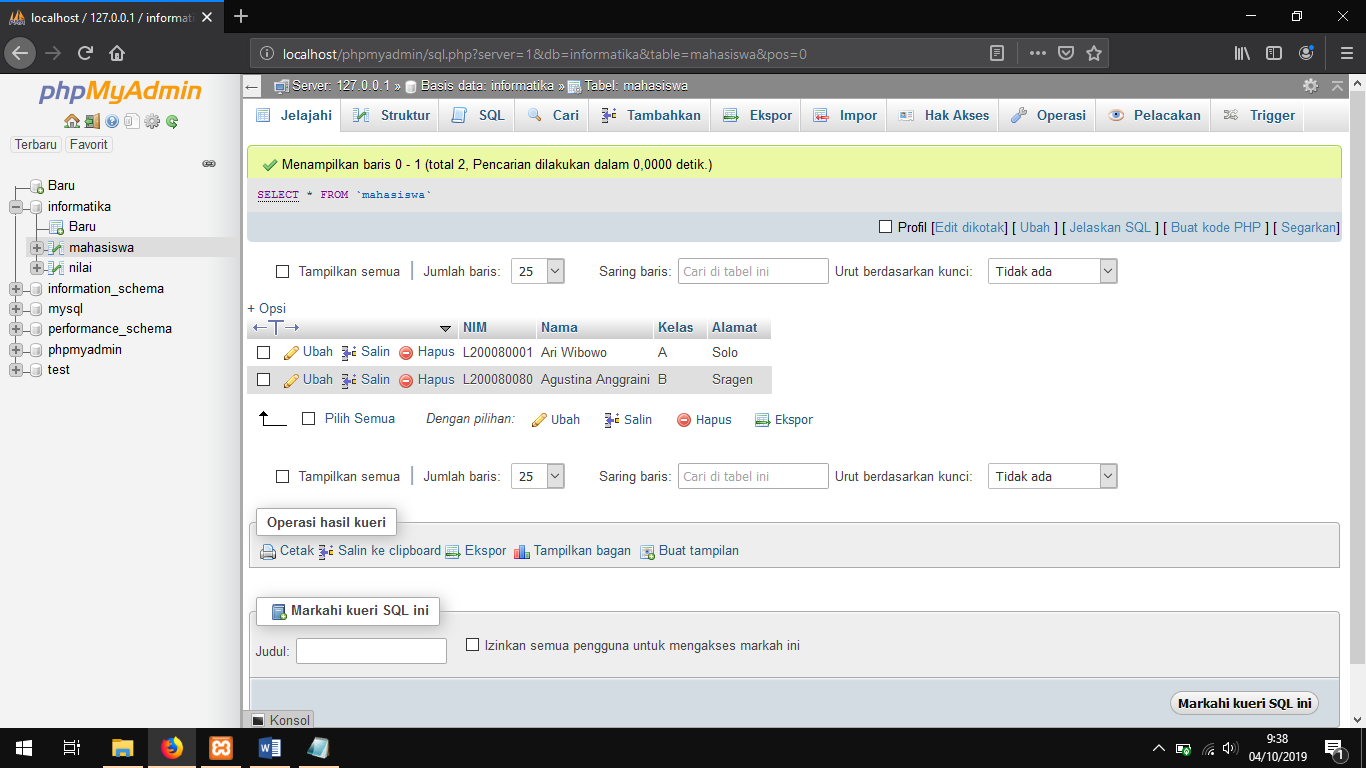 localhost / 127.0.0.1 / informati
localhost/phpmyadmin/sql.php?server=1&db=informatika&table=mahasiswa&pos=0
phpMyAdmin
Terbaru Favorit
Baru
informatika
Baru
mahasiswa
nilai
information_schema
mysql
performance_schema
phpmyadmin
test
Server: 127.0.0.1 » Basis data: informatika » Tabel: mahasiswa
Jelajahi Struktur SQL Cari Tambahkan Ekspor Impor Hak Akses Operasi Pelacakan Trigger
Menampilkan baris 0 - 1 (total 2, Pencarian dilakukan dalam 0,0000 detik.)
SELECT * FROM `mahasiswa`
Profil [Edit dikotak] [ Ubah ] [ Jelaskan SQL ] [ Buat kode PHP ] [ Segarkan]
Tampilkan semua Jumlah baris: 25 Saring baris: Cari di tabel ini Urut berdasarkan kunci: Tidak ada
+ Opsi
←T→ NIM Nama Kelas Alamat
Ubah Salin Hapus L200080001 Ari Wibowo A Solo
Ubah Salin Hapus L200080080 Agustina Anggraini B Sragen
Pilih Semua Dengan pilihan: Ubah Salin Hapus Ekspor
Tampilkan semua Jumlah baris: 25 Saring baris: Cari di tabel ini Urut berdasarkan kunci: Tidak ada
Operasi hasil kueri
Cetak Salin ke clipboard Ekspor Tampilkan bagan Buat tampilan
Markahi kueri SQL ini
Judul: Izinkan semua pengguna untuk mengakses markah ini
Markahi kueri SQL ini
Konsol
9:38
04/10/2019
1